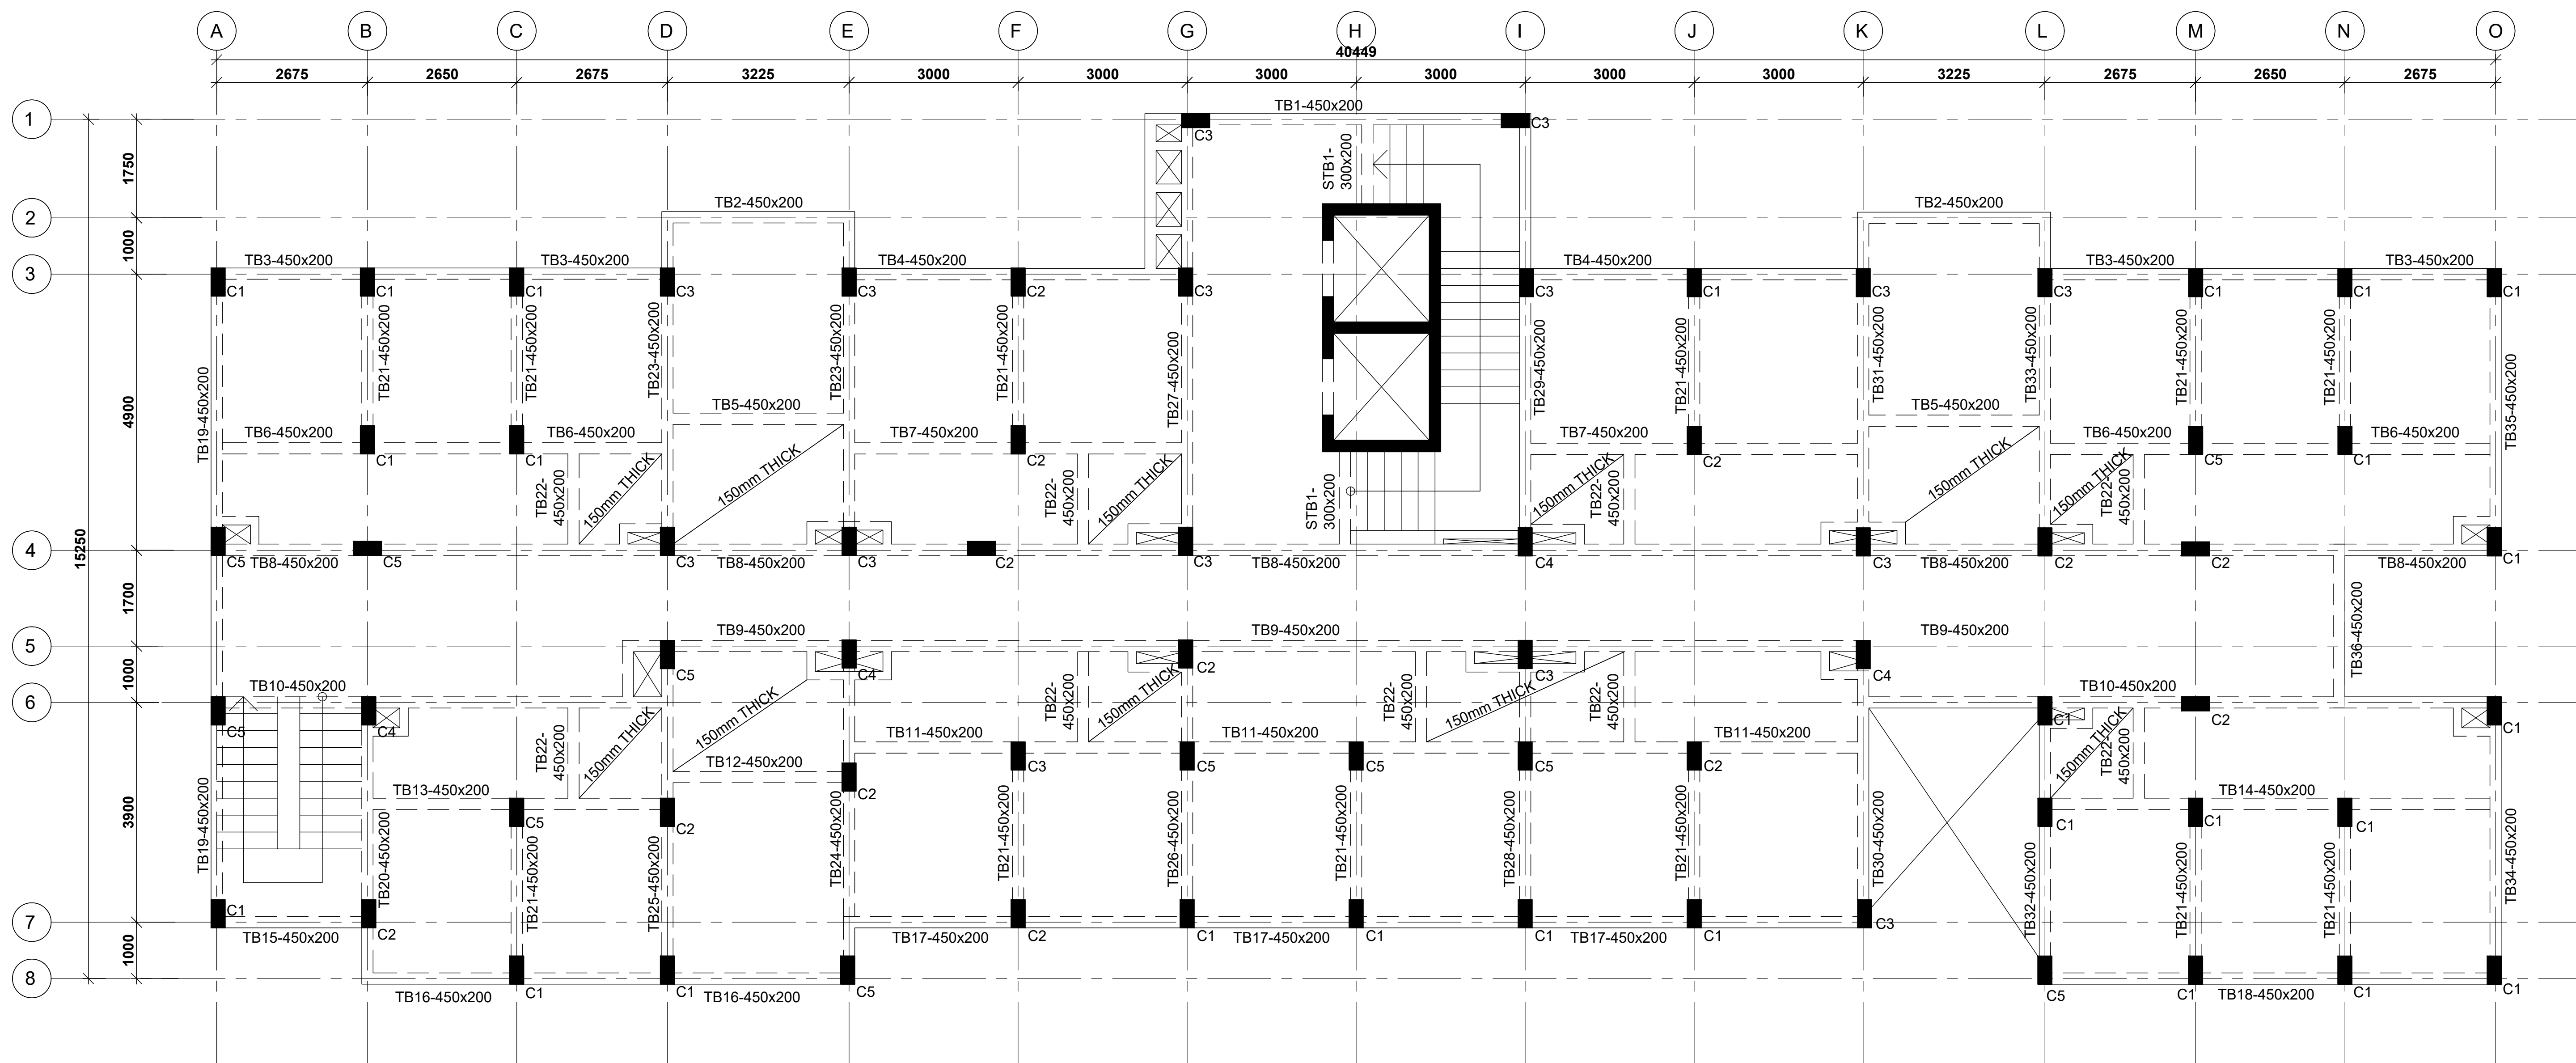 A B C D E F G H I J K L M N O
40449
2675 2650 2675 3225 3000 3000 3000 3000 3000 3000 3225 2675 2650 2675
1
TB1-450x200
C3 C3
1750
STB1-
300x200
2
TB2-450x200 TB2-450x200
1000
3
TB3-450x200 TB3-450x200 TB4-450x200 TB4-450x200 TB3-450x200 TB3-450x200
C1 C1 C1 C3 C3 C2 C3 C3 C1 C3 C3 C1 C1 C1
4900
TB19-450x200
TB21-450x200
TB21-450x200
TB23-450x200
TB23-450x200
TB21-450x200
TB27-450x200
TB29-450x200
TB21-450x200
TB31-450x200
TB33-450x200
TB21-450x200
TB21-450x200
TB35-450x200
TB5-450x200 TB5-450x200
TB6-450x200 TB6-450x200 TB7-450x200 TB7-450x200 TB6-450x200 TB6-450x200
C1 C1 C2 C2 C5 C1
TB22-
450x200
150mm THICK
150mm THICK
TB22-
450x200
150mm THICK
STB1-
300x200
150mm THICK
TB22-
450x200
150mm THICK
150mm THICK
TB22-
450x200
4
15250
C5 C5 C3 C3 C2 C3 C4 C3 C2 C2 C1
TB8-450x200 TB8-450x200 TB8-450x200 TB8-450x200 TB8-450x200
1700
TB36-450x200
5
TB9-450x200 TB9-450x200 TB9-450x200
C5 C4 C2 C3 C4
1000
6
TB10-450x200 TB10-450x200
C5 C4 C1 C2 C1
TB22-
450x200
150mm THICK
150mm THICK
TB22-
450x200
150mm THICK
TB22-
450x200
150mm THICK
TB22-
450x200
150mm THICK
TB22-
450x200
TB11-450x200 TB11-450x200 TB11-450x200
C3 C5 C5 C5 C2
TB12-450x200
C2
TB13-450x200 TB14-450x200
C5 C2 C1 C1 C1
3900
TB19-450x200
TB20-450x200
TB21-450x200
TB25-450x200
TB24-450x200
TB21-450x200
TB26-450x200
TB21-450x200
TB28-450x200
TB21-450x200
TB30-450x200
TB32-450x200
TB21-450x200
TB21-450x200
TB34-450x200
7
C1 C2 C2 C1 C1 C1 C1 C3
TB15-450x200 TB17-450x200 TB17-450x200 TB17-450x200
1000
8
C1 C1 C5 C5 C1 C1 C1
TB16-450x200 TB16-450x200 TB18-450x200